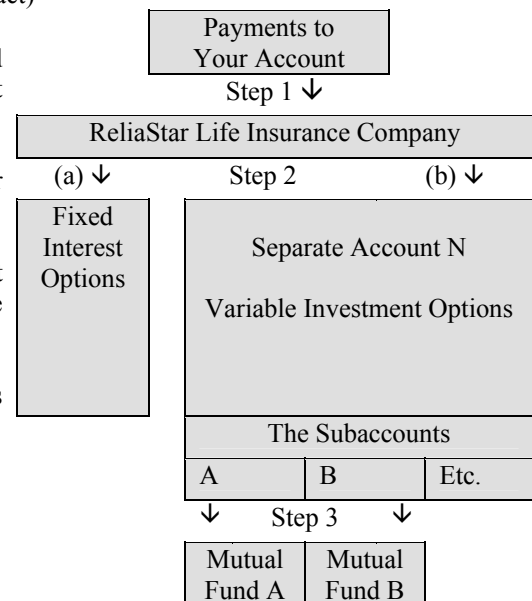 Payments to
Your Account
Step 1 ↓
ReliaStar Life Insurance Company
(a) ↓ Step 2 (b) ↓
Fixed
Interest
Options
Separate Account N
Variable Investment Options
The Subaccounts
A B Etc.
↓ Step 3 ↓
Mutual Mutual
Fund A Fund B